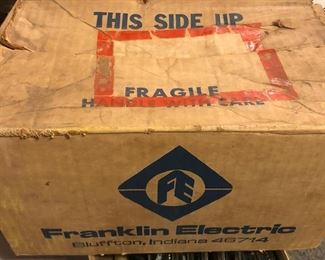 THIS SIDE UP
FRAGILE
HANDLE WITH CARE
FE
Franklin Electric
Bluffton, Indiana 46714